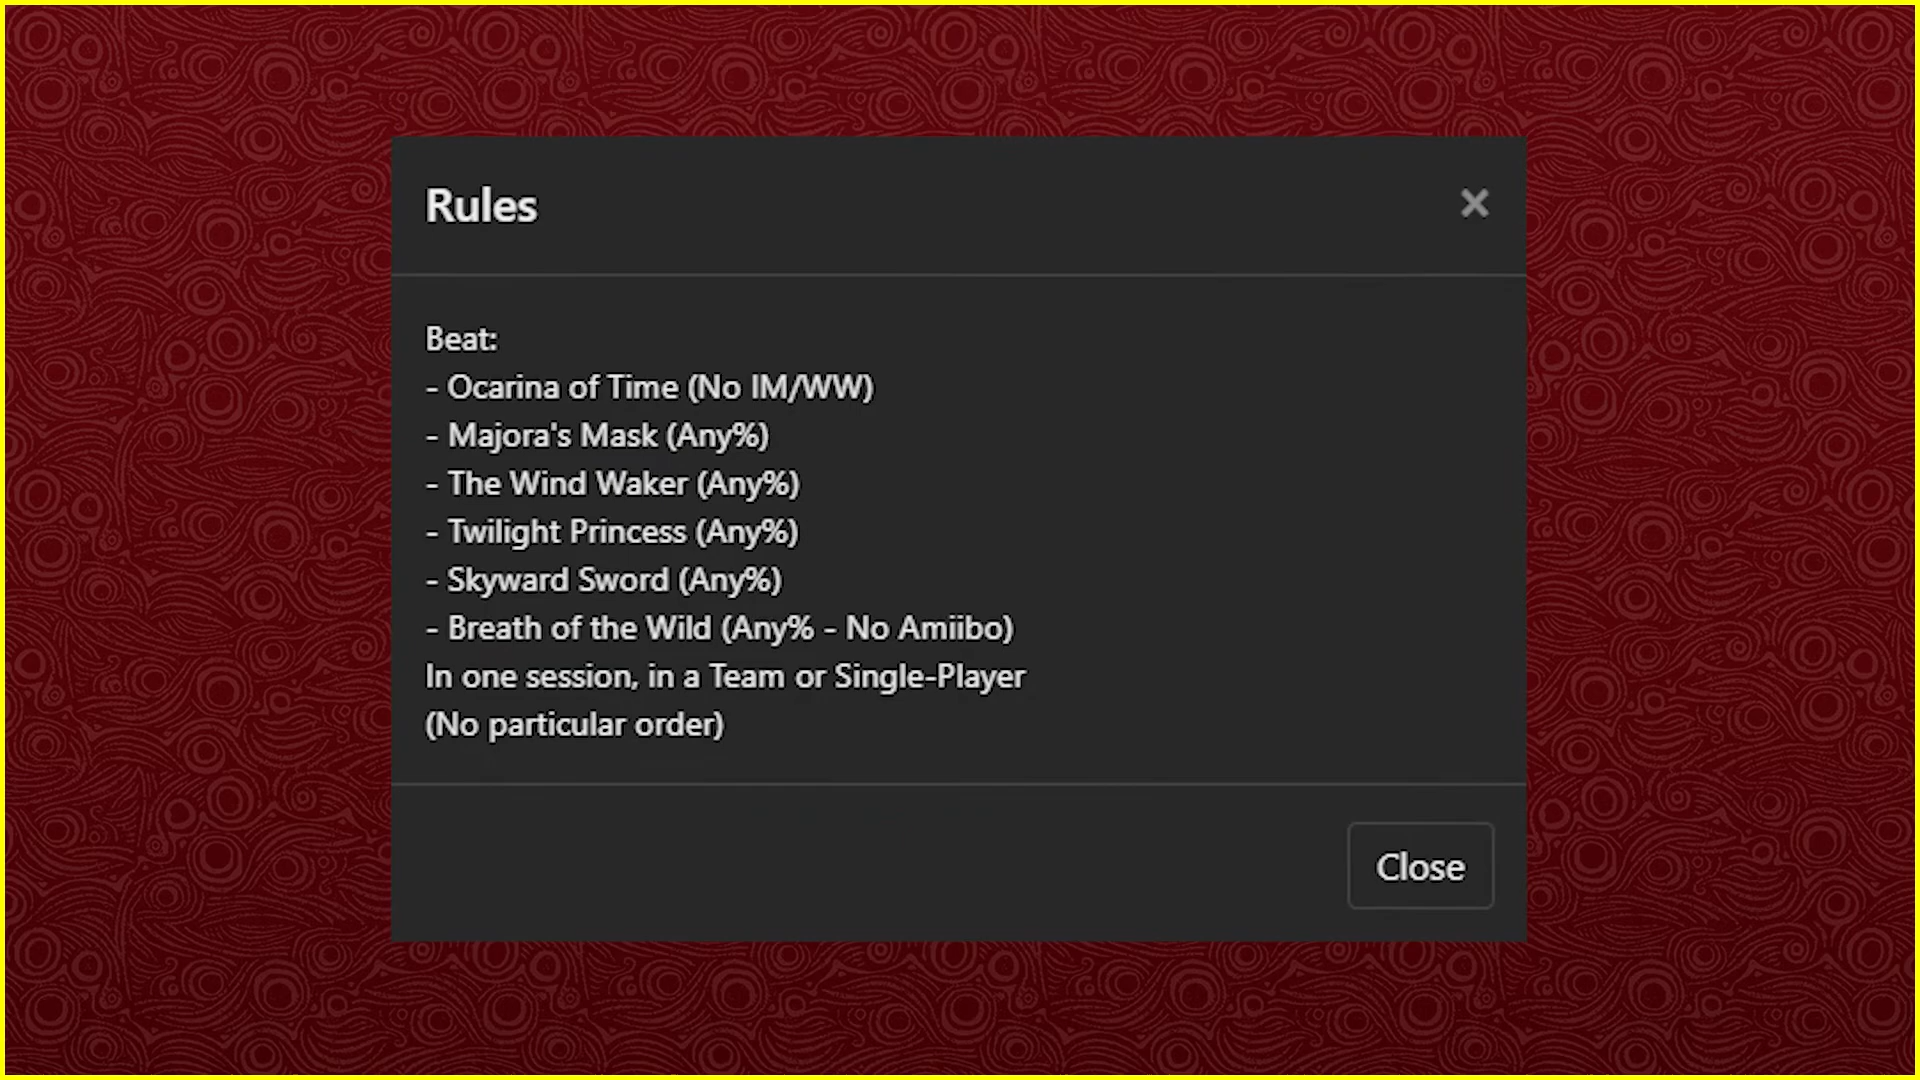 Rules
×
Beat:
- Ocarina of Time (No IM/WW)
- Majora's Mask (Any%)
- The Wind Waker (Any%)
- Twilight Princess (Any%)
- Skyward Sword (Any%)
- Breath of the Wild (Any% - No Amiibo)
In one session, in a Team or Single-Player
(No particular order)
Close